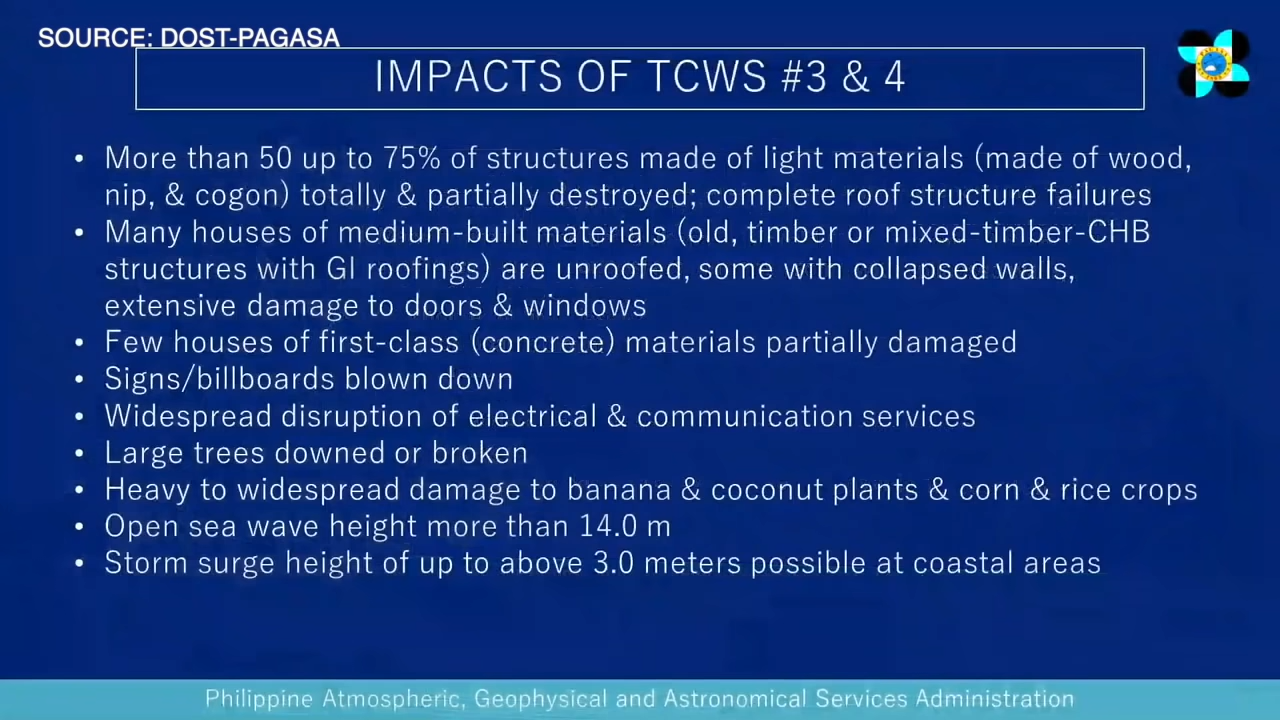 SOURCE: DOST-PAGASA
IMPACTS OF TCWS #3 & 4
• More than 50 up to 75% of structures made of light materials (made of wood,
nip, & cogon) totally & partially destroyed; complete roof structure failures
• Many houses of medium-built materials (old, timber or mixed-timber-CHB
structures with GI roofings) are unroofed, some with collapsed walls,
extensive damage to doors & windows
• Few houses of first-class (concrete) materials partially damaged
• Signs/billboards blown down
• Widespread disruption of electrical & communication services
• Large trees downed or broken
• Heavy to widespread damage to banana & coconut plants & corn & rice crops
• Open sea wave height more than 14.0 m
• Storm surge height of up to above 3.0 meters possible at coastal areas
Philippine Atmospheric, Geophysical and Astronomical Services Administration